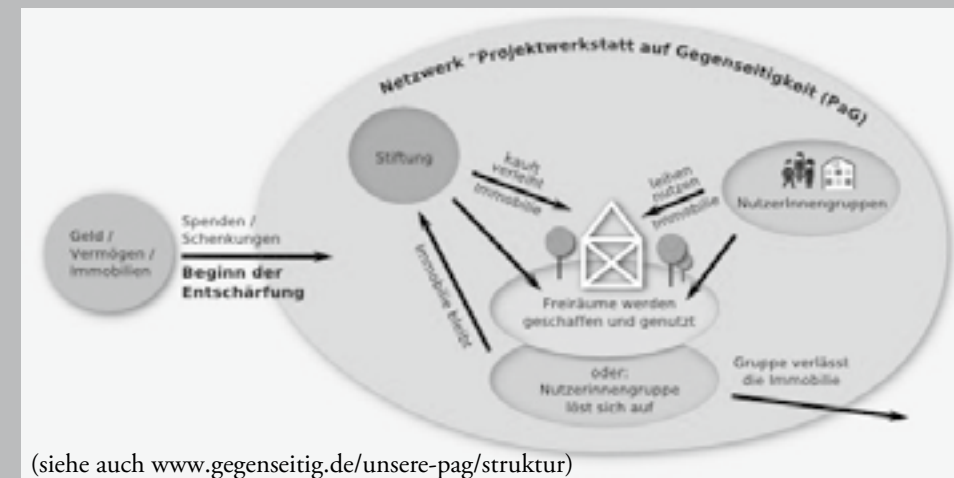 Netzwerk "Projektwerkstatt auf Gegenseitigkeit (PaG)
Stiftung
kauft
verleiht
Immobilie
leihen
nutzen
Immobilie
NutzerInnengruppen
Geld /
Vermögen /
Immobilien
Spenden /
Schenkungen
Beginn der
Entschärfung
Immobilie bleibt
Freiräume werden
geschaffen und genutzt
oder:
Nutzerinnengruppe
löst sich auf
Gruppe verlässt
die Immobilie
(siehe auch www.gegenseitig.de/unsere-pag/struktur)